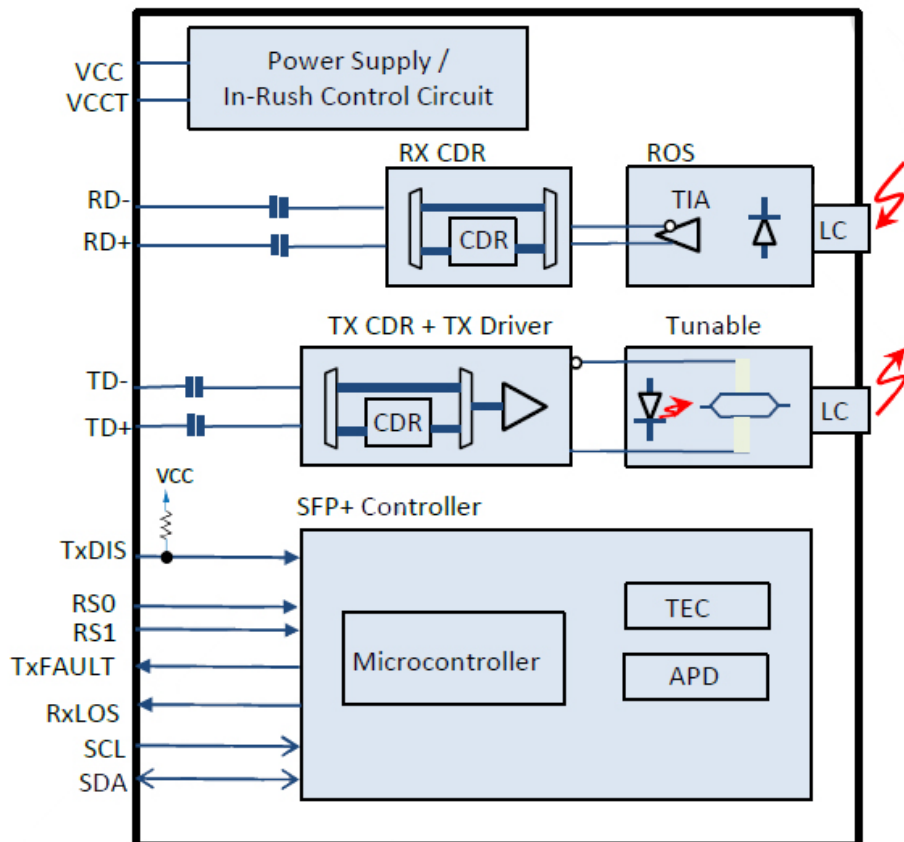 Power Supply /
In-Rush Control Circuit
VCC
VCCT
RX CDR
ROS
RD-
RD+
CDR
TIA
LC
TX CDR + TX Driver
Tunable
TD-
TD+
CDR
LC
VCC
SFP+ Controller
TxDIS
RS0
RS1
TxFAULT
RxLOS
SCL
SDA
Microcontroller
TEC
APD